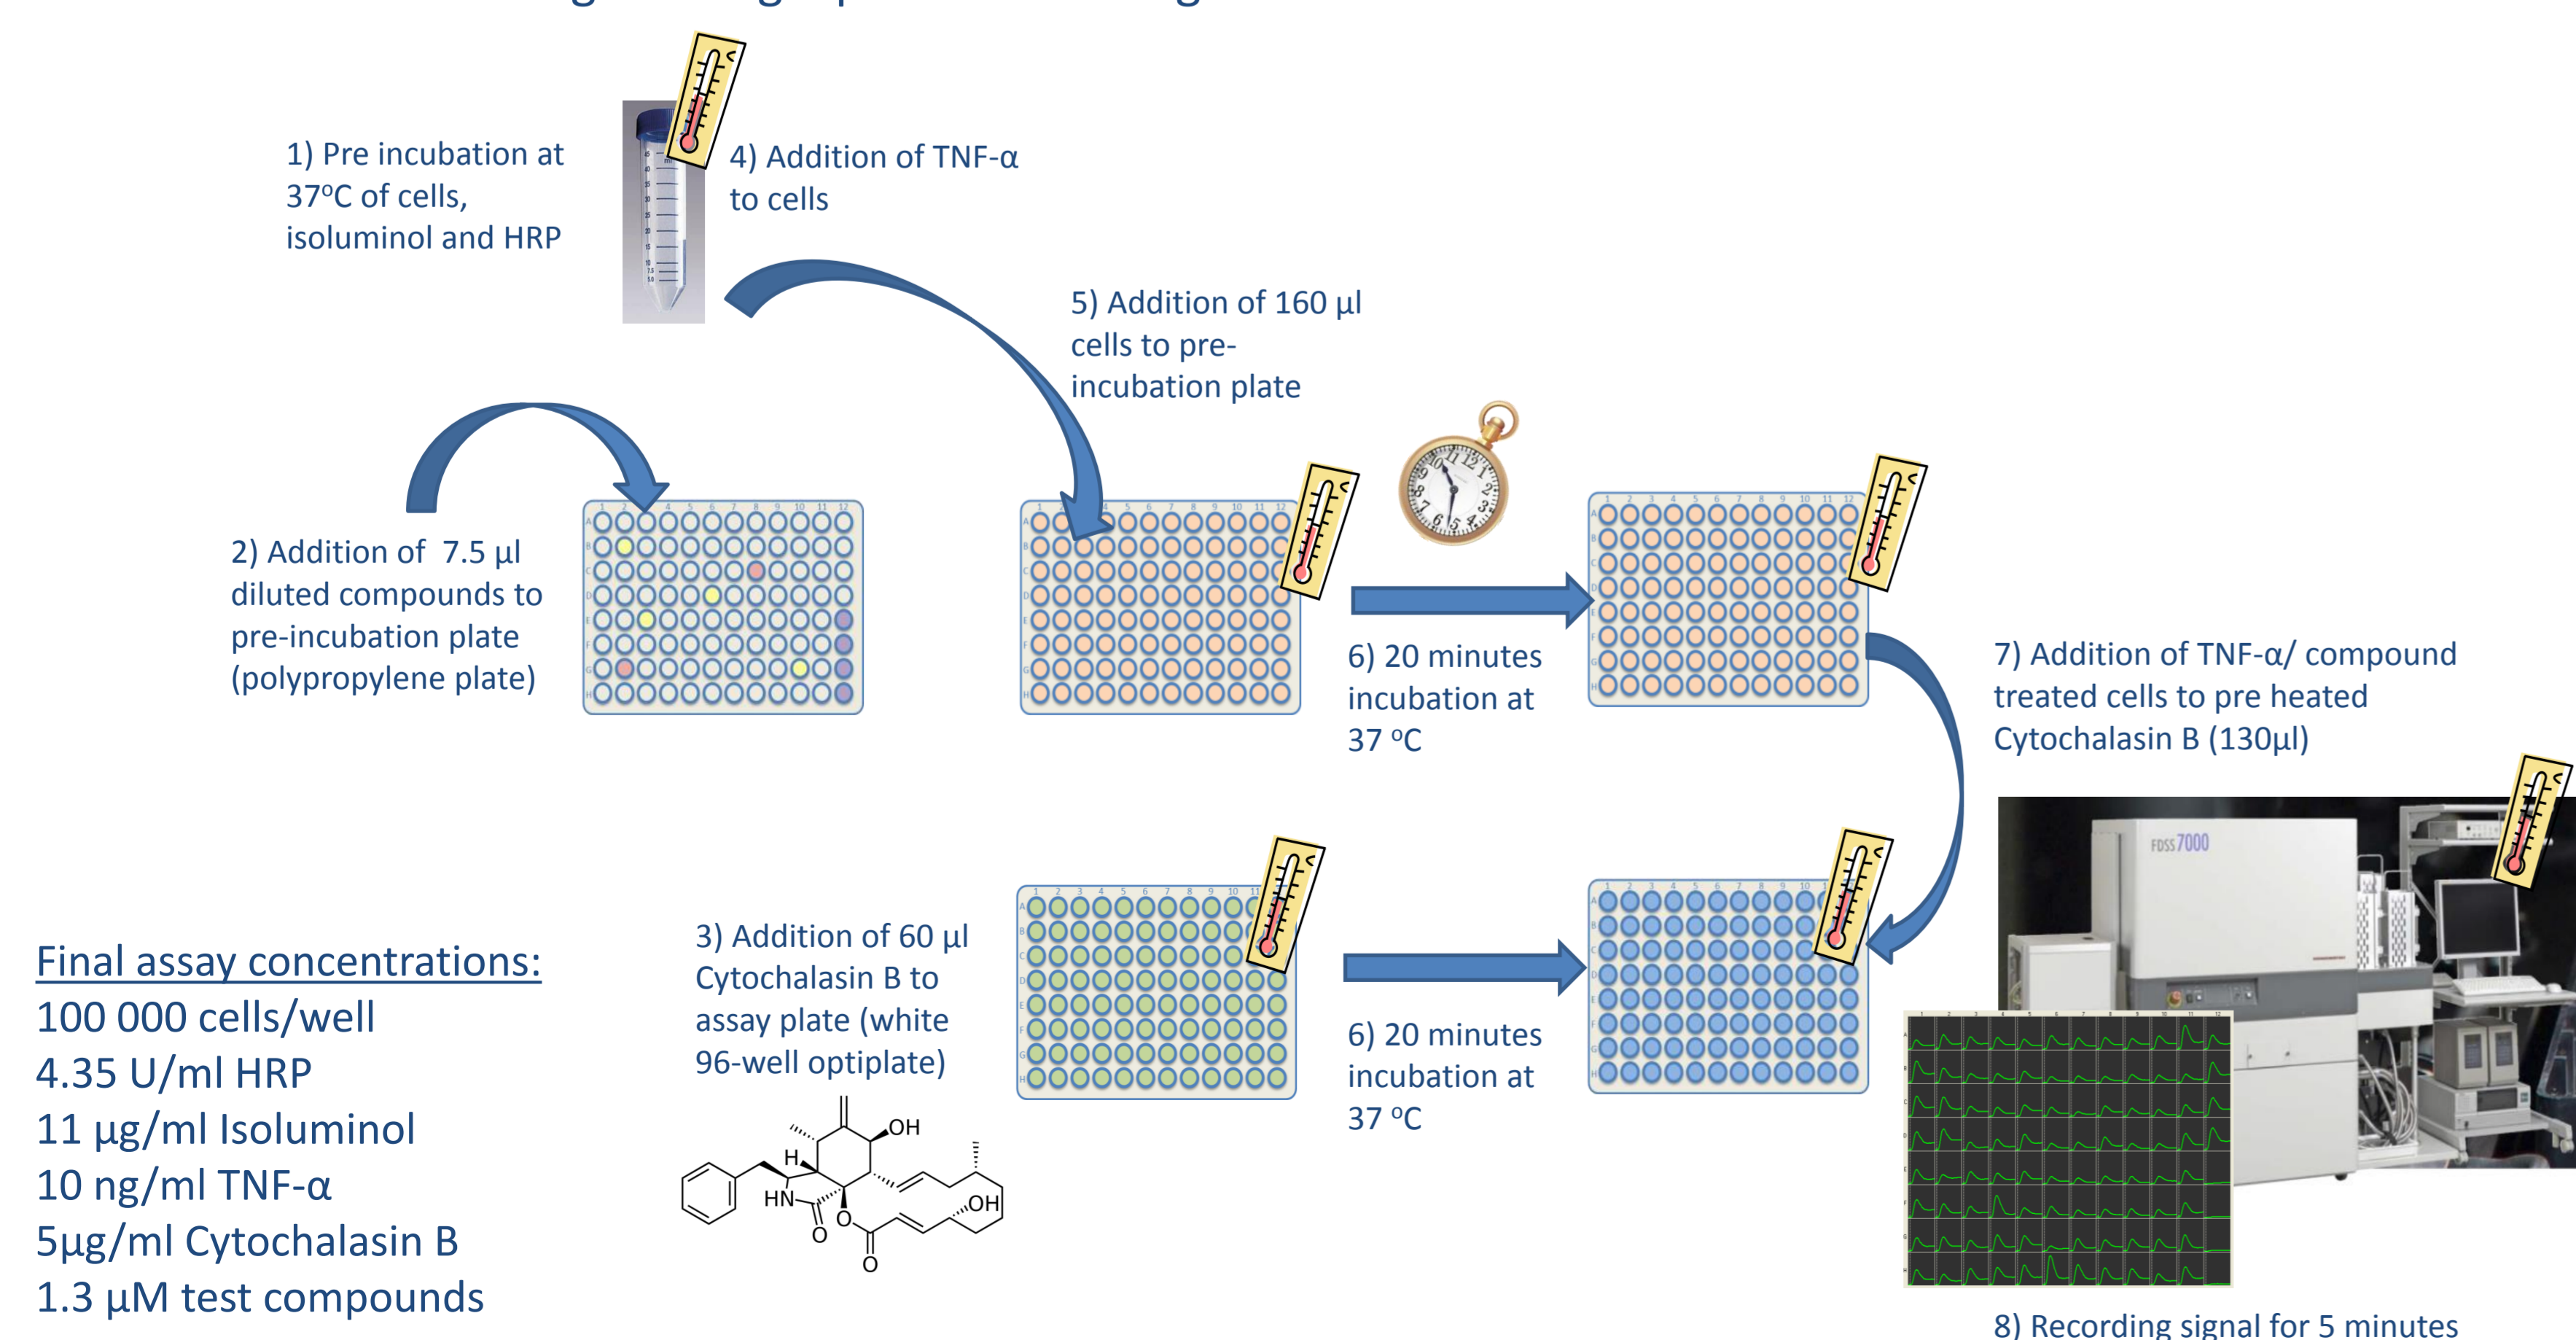 1) Pre incubation at
37°C of cells,
isoluminol and HRP
4) Addition of TNF-α
to cells
5) Addition of 160 µl
cells to pre-
incubation plate
2) Addition of  7.5 µl
diluted compounds to
pre-incubation plate
(polypropylene plate)
6) 20 minutes
incubation at
37 °C
7) Addition of TNF-α/ compound
treated cells to pre heated
Cytochalasin B (130µl)
FDSS7000
3) Addition of 60 µl
Cytochalasin B to
assay plate (white
96-well optiplate)
6) 20 minutes
incubation at
37 °C
Final assay concentrations:
100 000 cells/well
4.35 U/ml HRP
11 µg/ml Isoluminol
10 ng/ml TNF-α
5µg/ml Cytochalasin B
1.3 µM test compounds
OH
H
HN
O
O
O
OH
8) Recording signal for 5 minutes